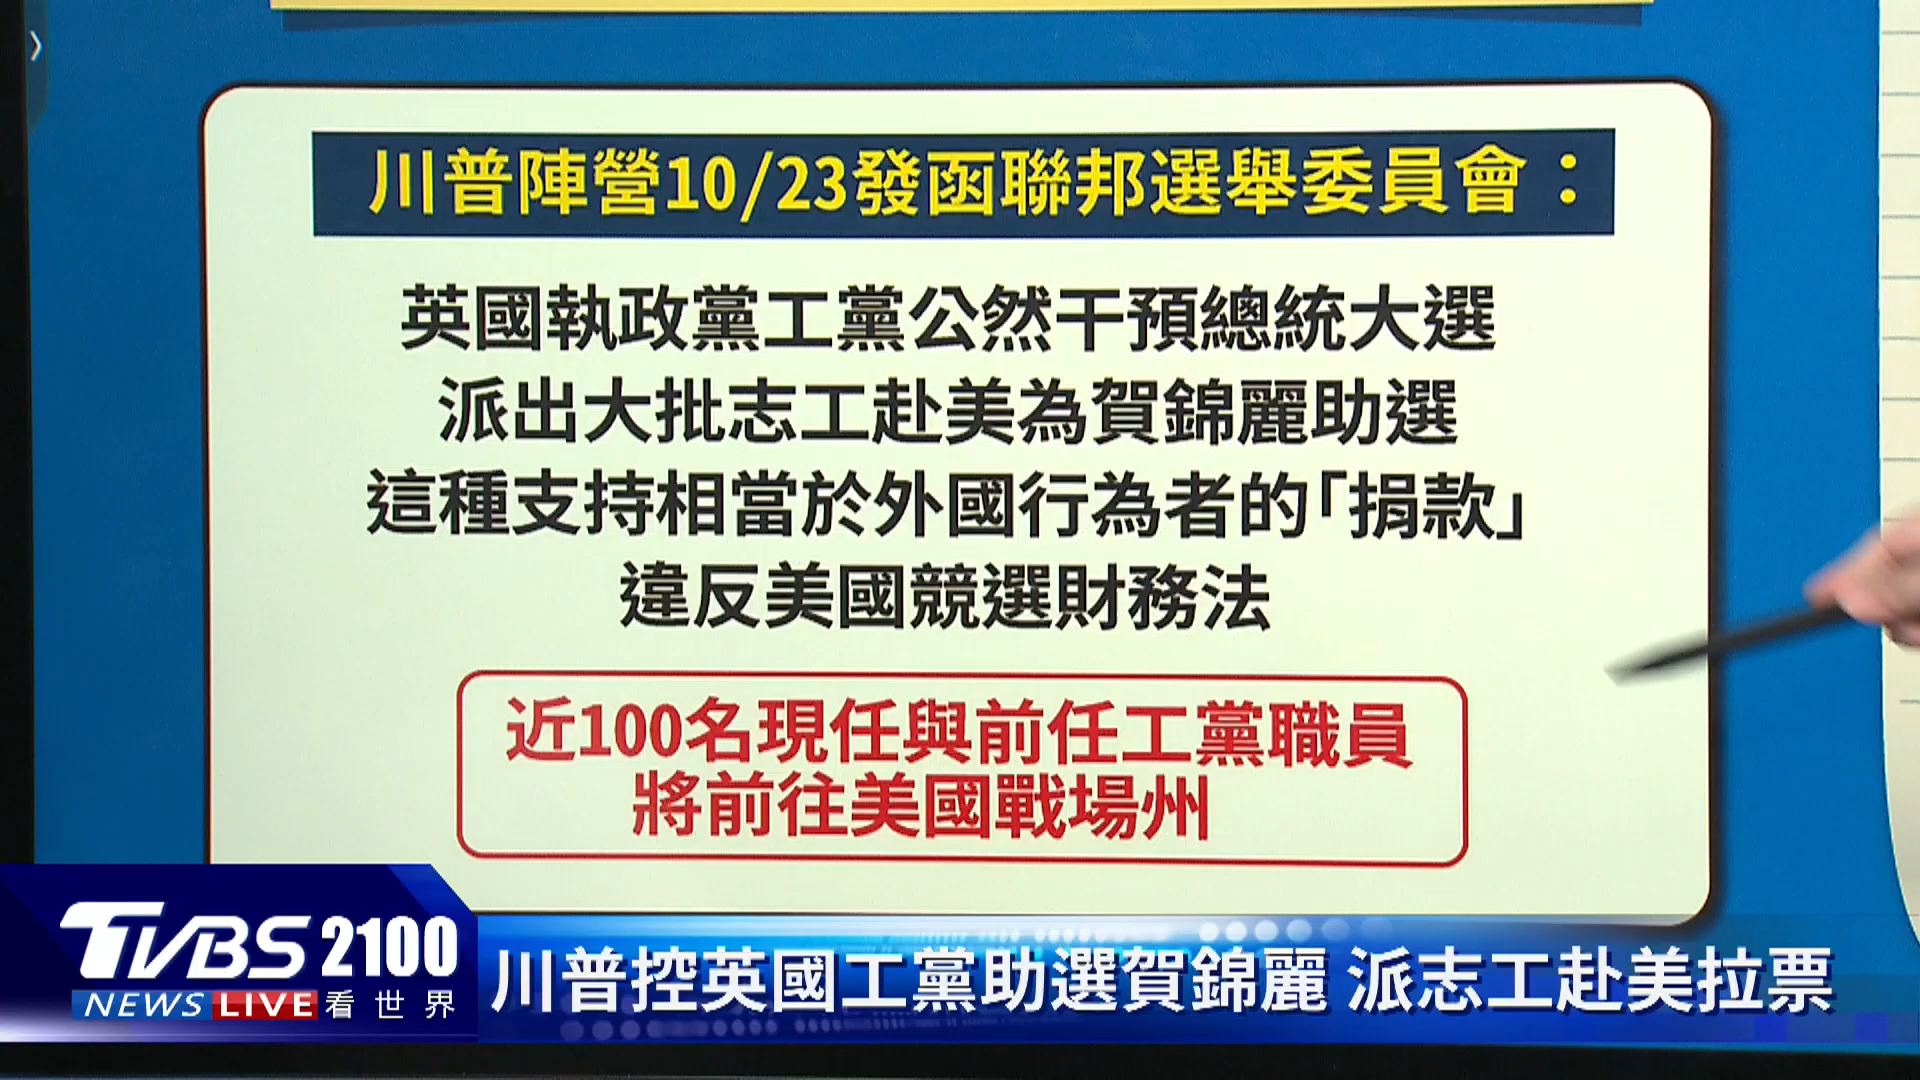 川普陣營10/23發函聯邦選舉委員會：
英國執政黨工黨公然干預總統大選
派出大批志工赴美為賀錦麗助選
這種支持相當於外國行為者的「捐款」
違反美國競選財務法
近100名現任與前任工黨職員
將前往美國戰場州
TVBS 2100
NEWS LIVE 看世界
川普控英國工黨助選賀錦麗 派志工赴美拉票